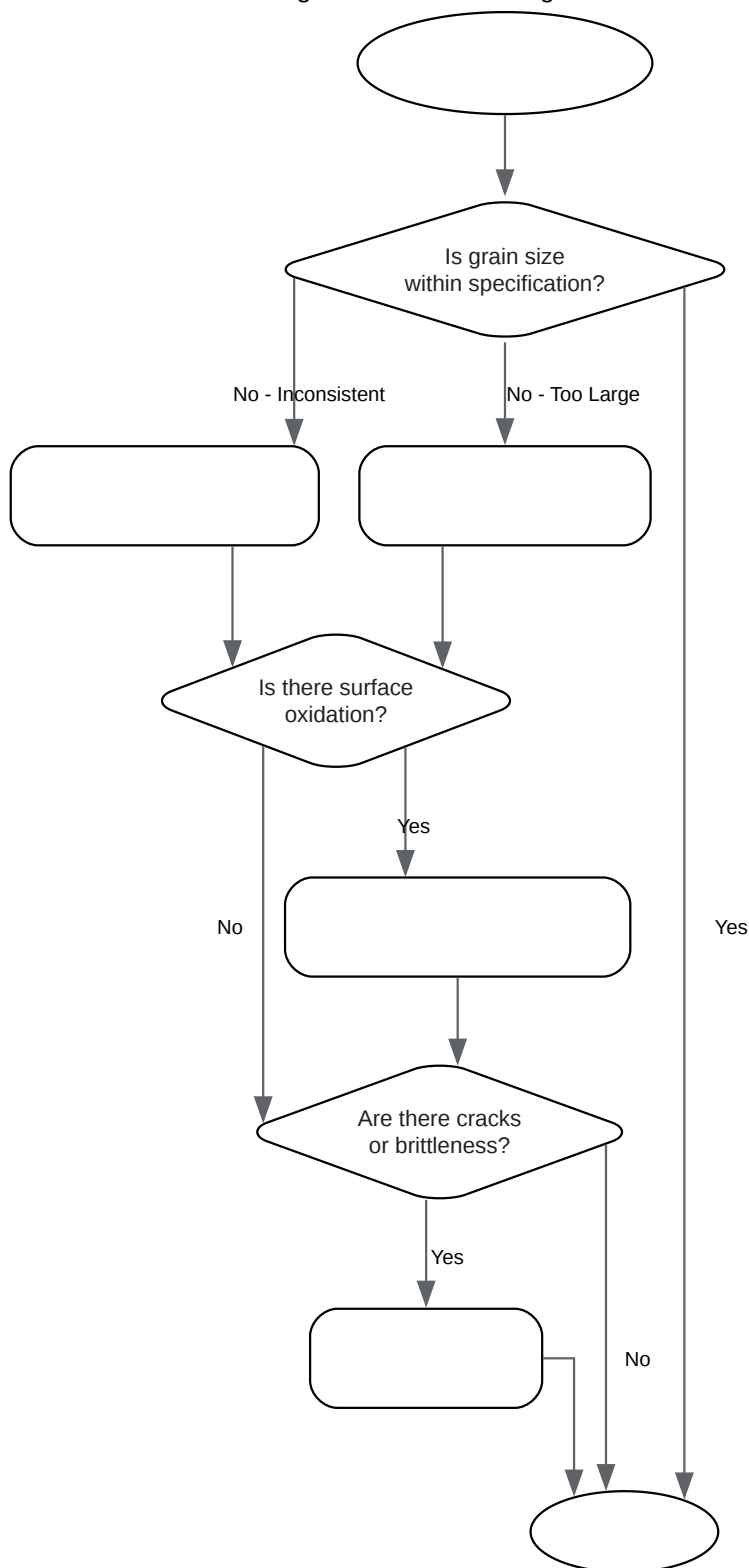 Is grain size
within specification?
No - Inconsistent
No - Too Large
Is there surface
oxidation?
Yes
No
Yes
Are there cracks
or brittleness?
Yes
No